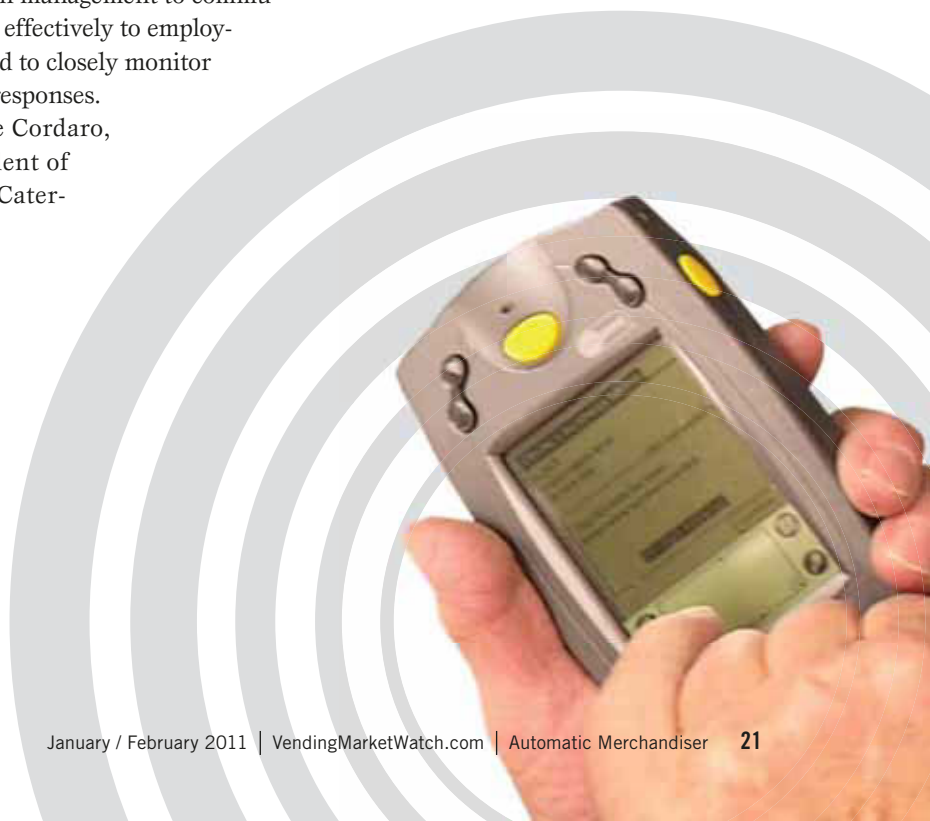 management to commu
effectively to employ-
d to closely monitor
responses.
e Cordaro,
ent of
Cater-
January / February 2011 | VendingMarketWatch.com | Automatic Merchandiser 21